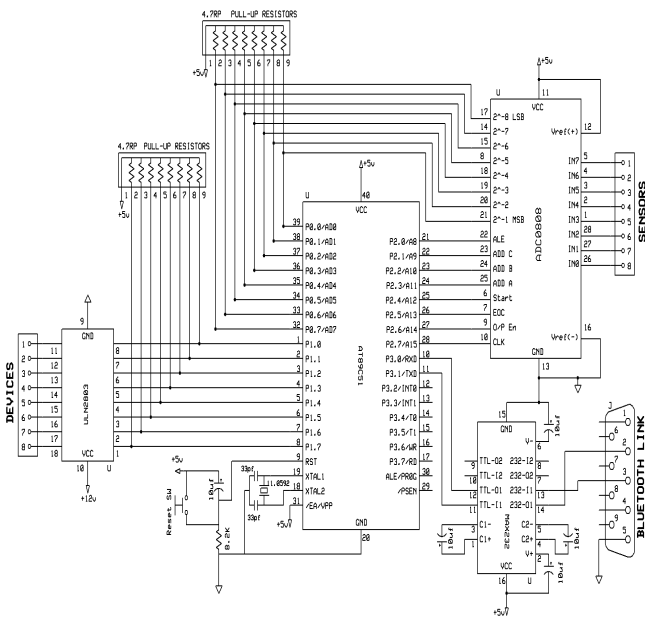 4.7RP PULL-UP RESISTORS
1 2 3 4 5 6 7 8 9
+5v
4.7RP PULL-UP RESISTORS
1 2 3 4 5 6 7 8 9
+5v
DEVICES
1 11
2 12
3 13
4 14
5 15
6 16
7 17
8 18
9
GND
ULN2803
VCC
10 U
+12v
8
7
6
5
4
3
2
1
+5v
Reset SW
10uf
8.2K
33pf
11.0592
33pf
+5v
U
+5v
40
VCC
AT89C51
39 P0.0/AD0
38 P0.1/AD1
37 P0.2/AD2
36 P0.3/AD3
35 P0.4/AD4
34 P0.5/AD5
33 P0.6/AD6
32 P0.7/AD7
1 P1.0
2 P1.1
3 P1.2
4 P1.3
5 P1.4
6 P1.5
7 P1.6
8 P1.7
9 RST
19 XTAL1
18 XTAL2
31 /EA/VPP
P2.0/A8 21
P2.1/A9 22
P2.2/A10 23
P2.3/A11 24
P2.4/A12 25
P2.5/A13 26
P2.6/A14 27
P2.7/A15 28
P3.0/RXD 10
P3.1/TXD 11
P3.2/INT0 12
P3.3/INT1 13
P3.4/T0 14
P3.5/T1 15
P3.6/WR 16
P3.7/RD 17
ALE/PROG 30
/PSEN 29
GND
20
+5v
U 11
VCC
ADC0808
17 2^-8 LSB
14 2^-7
15 2^-6
8 2^-5
18 2^-4
19 2^-3
20 2^-2
21 2^-1 MSB
22 ALE
23 ADD C
24 ADD B
25 ADD A
6 Start
7 EOC
9 O/P En
10 CLK
Vref(+) 12
IN7 5 1
IN6 4 2
IN5 3 3
IN4 2 4
IN3 1 5
IN2 28 6
IN1 27 7
IN0 26 8
SENSORS
Vref(-) 16
GND
13
15
GND
V- 6
10uf
MAX232
9 TTL-O2 232-I2 8
10 TTL-I2 232-O2 7
12 TTL-O1 232-I1 13
11 TTL-I1 232-O1 14
3 C1- C2- 5
1 C1+ C2+ 4
V+ 2
10uf
10uf
10uf
VCC
16 U
+5v
J
1
6
2
7
3
8
4
9
5
BLUETOOTH LINK